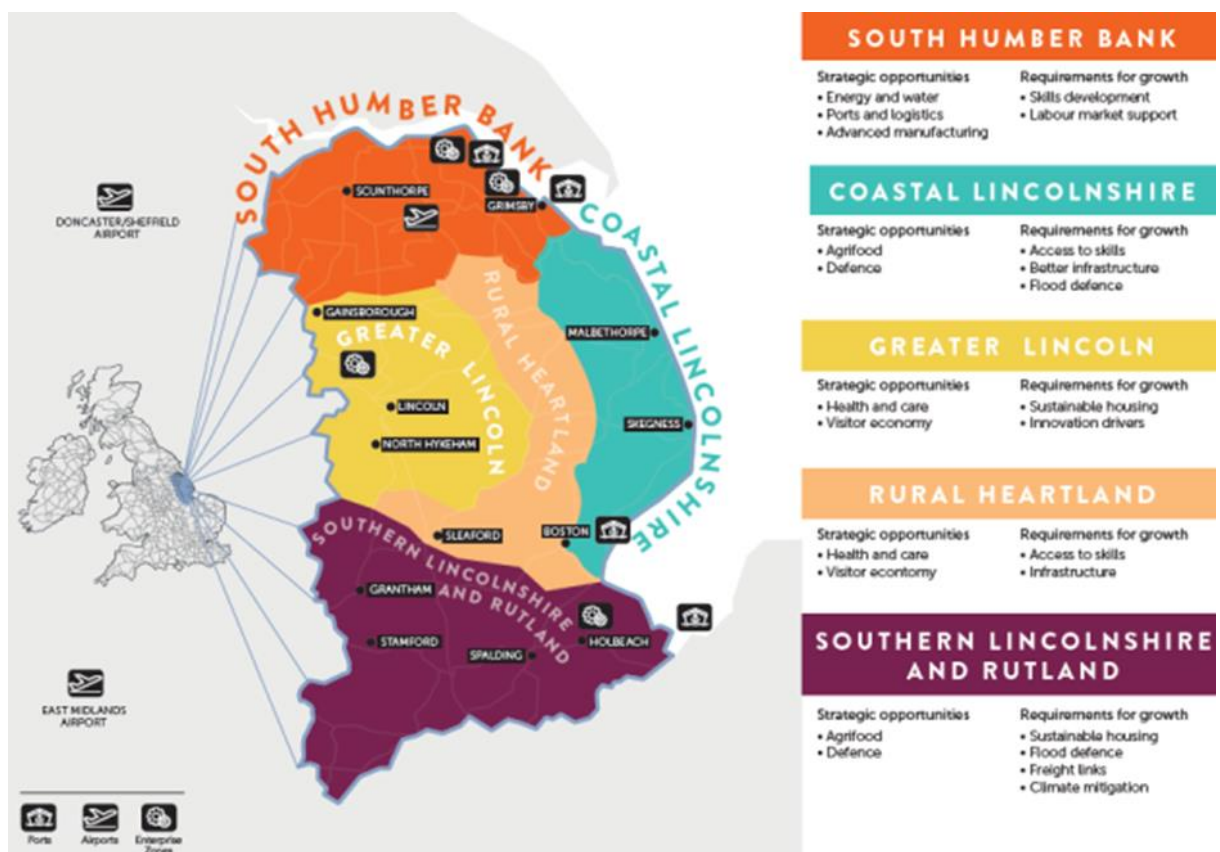 SOUTH HUMBER BANK
SCUNTHORPE
GRIMSBY
DONCASTER/SHEFFIELD
AIRPORT
COASTAL LINCOLNSHIRE
RURAL HEARTLAND
GAINSBOROUGH
GREATER LINCOLN
MALBETHORPE
LINCOLN
SKEGNESS
NORTH HYKEHAM
SLEAFORD
BOSTON
SOUTHERN LINCOLNSHIRE
AND RUTLAND
GRANTHAM
STAMFORD
SPALDING
HOLBEACH
EAST MIDLANDS
AIRPORT
Ports
Airports
Enterprise
Zones
SOUTH HUMBER BANK
Strategic opportunities
• Energy and water
• Ports and logistics
• Advanced manufacturing
Requirements for growth
• Skills development
• Labour market support
COASTAL LINCOLNSHIRE
Strategic opportunities
• Agrifood
• Defence
Requirements for growth
• Access to skills
• Better infrastructure
• Flood defence
GREATER LINCOLN
Strategic opportunities
• Health and care
• Visitor economy
Requirements for growth
• Sustainable housing
• Innovation drivers
RURAL HEARTLAND
Strategic opportunities
• Health and care
• Visitor econtomy
Requirements for growth
• Access to skills
• Infrastructure
SOUTHERN LINCOLNSHIRE
AND RUTLAND
Strategic opportunities
• Agrifood
• Defence
Requirements for growth
• Sustainable housing
• Flood defence
• Freight links
• Climate mitigation